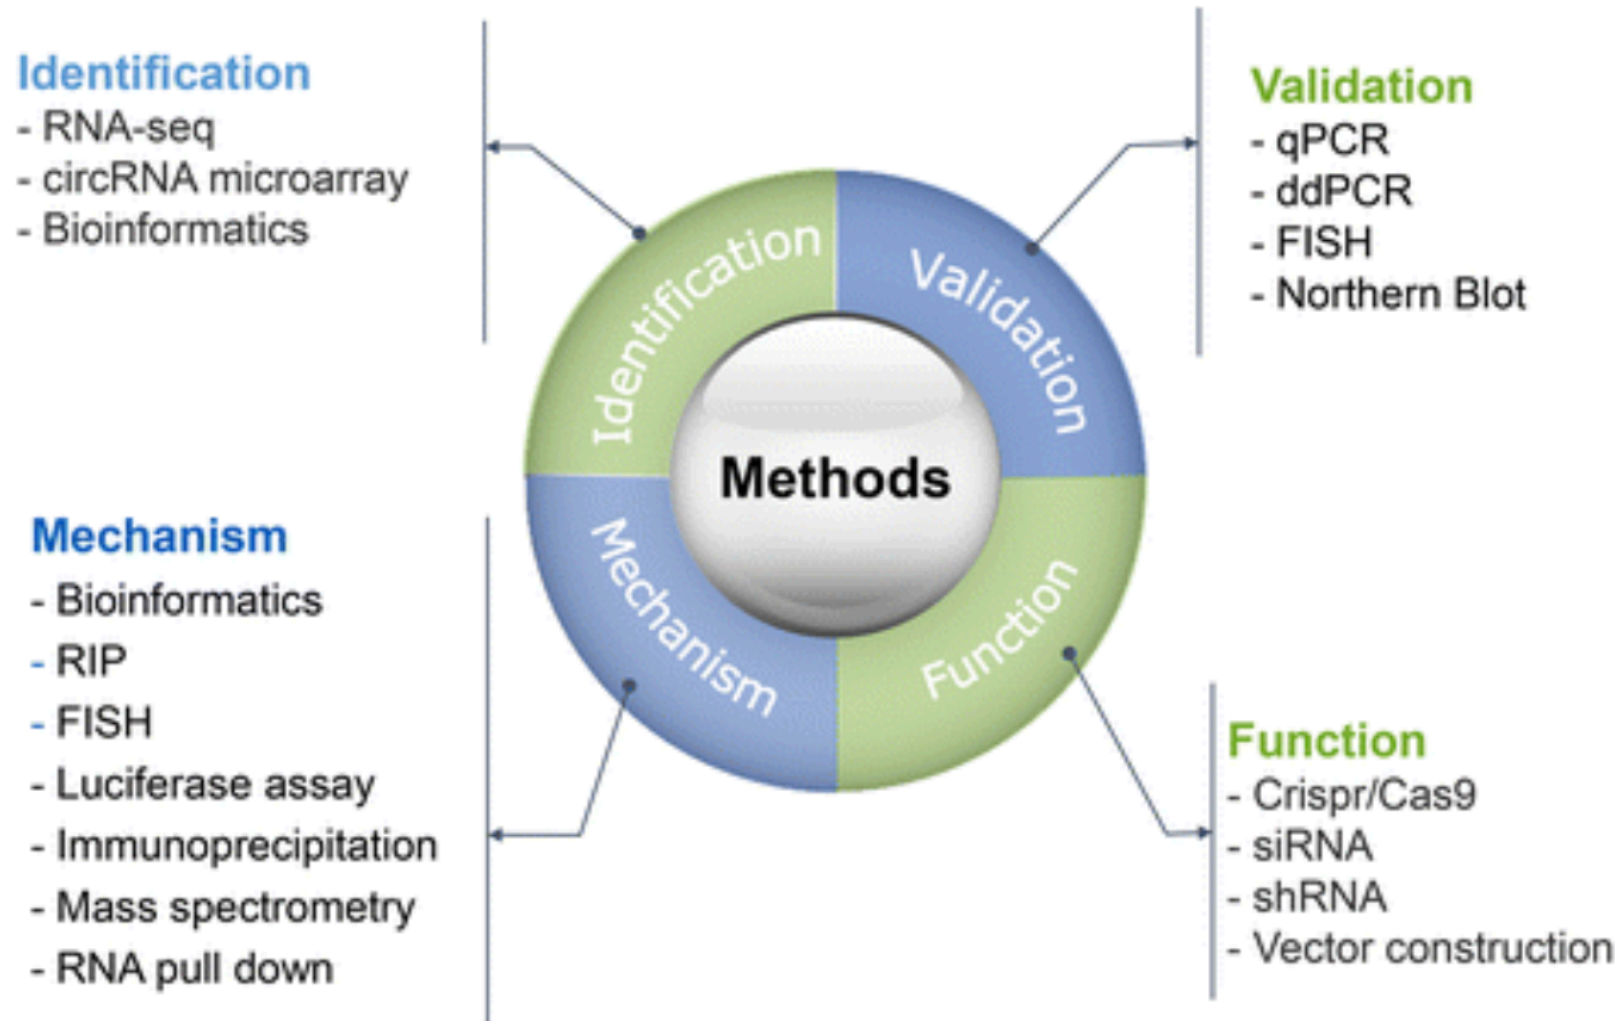 Identification
- RNA-seq
- circRNA microarray
- Bioinformatics
Validation
- qPCR
- ddPCR
- FISH
- Northern Blot
Identification
Validation
Methods
Mechanism
Function
Mechanism
- Bioinformatics
- RIP
- FISH
- Luciferase assay
- Immunoprecipitation
- Mass spectrometry
- RNA pull down
Function
- Crispr/Cas9
- siRNA
- shRNA
- Vector construction